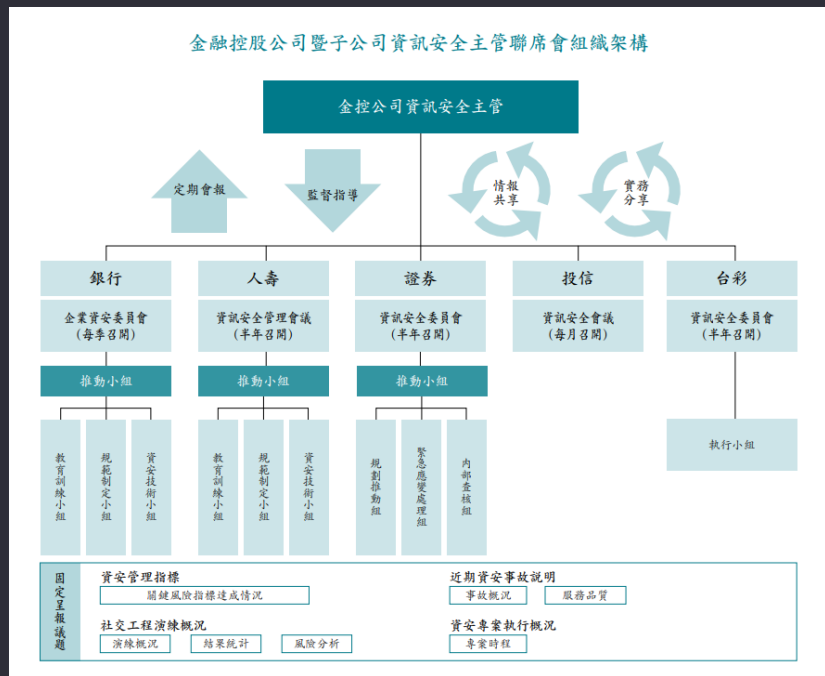 金融控股公司暨子公司資訊安全主管聯席會組織架構
金控公司資訊安全主管
定期會報
監督指導
情報
共享
實務
分享
銀行
人壽
證券
投信
台彩
企業資安委員會
(每季召開)
資訊安全管理會議
(半年召開)
資訊安全委員會
(半年召開)
資訊安全會議
(每月召開)
資訊安全委員會
(半年召開)
推動小組
推動小組
推動小組
執行小組
教育訓練小組
規範制定小組
資安技術小組
教育訓練小組
規範制定小組
資安技術小組
規劃推動組
緊急應變處理組
內部查核組
固定呈報議題
資安管理指標
關鍵風險指標達成情況
近期資安事故說明
事故概況
服務品質
社交工程演練概況
演練概況
結果統計
風險分析
資安專案執行概況
專案時程